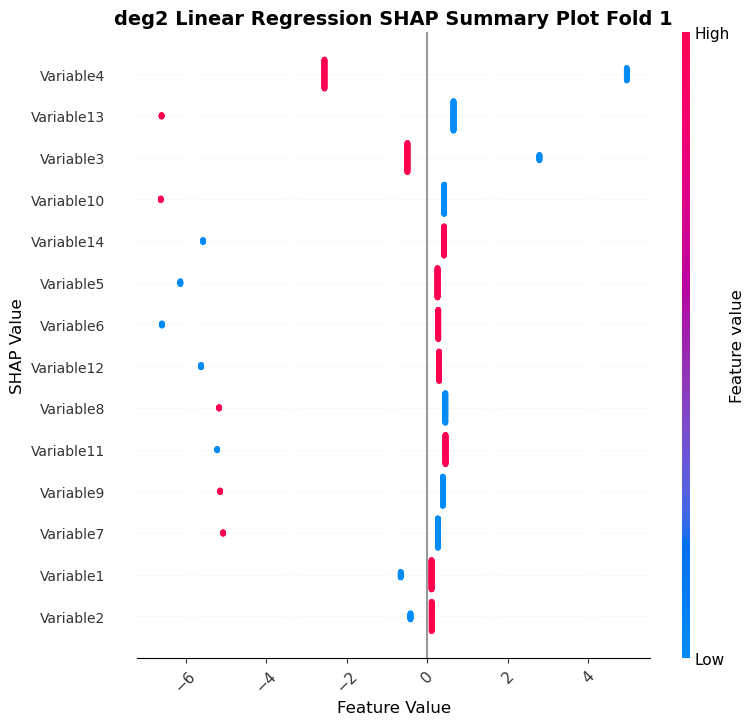 deg2 Linear Regression SHAP Summary Plot Fold 1
High
Variable4
Variable13
Variable3
Variable10
Variable14
Variable5
Variable6
Variable12
Variable8
Variable11
Variable9
Variable7
Variable1
Variable2
SHAP Value
Feature value
Low
−6 −4 −2 0 2 4
Feature Value